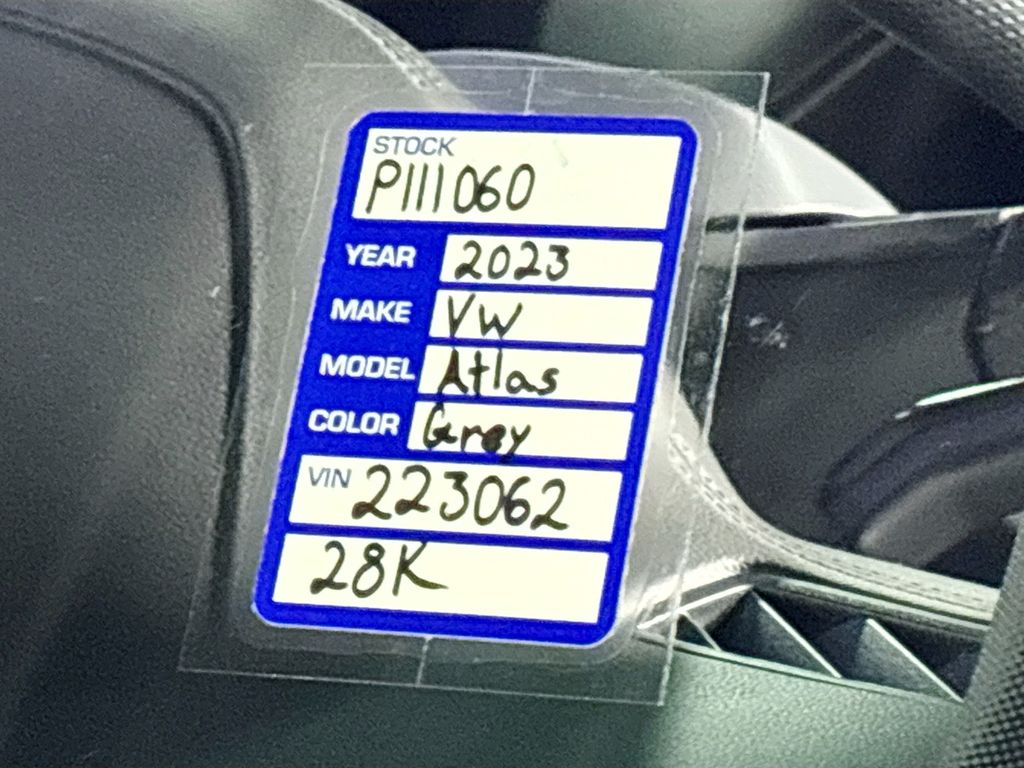 STOCK
P111060
YEAR 2023
MAKE VW
MODEL Atlas
COLOR Grey
VIN 223062
28K